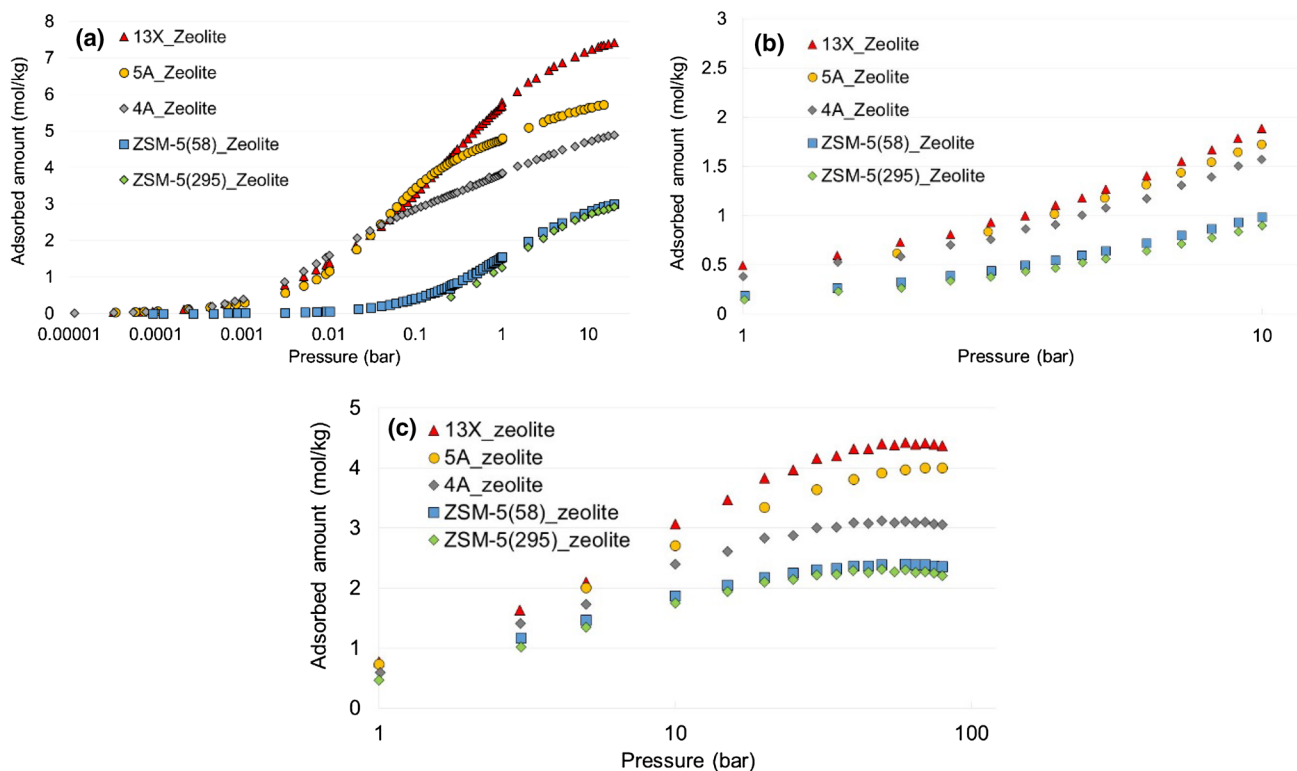 (a)
8
7
6
5
4
3
2
1
0
Adsorbed amount (mol/kg)
13X_Zeolite
5A_Zeolite
4A_Zeolite
ZSM-5(58)_Zeolite
ZSM-5(295)_Zeolite
0.00001 0.0001 0.001 0.01 0.1 1 10
Pressure (bar)
(b)
3
2.5
2
1.5
1
0.5
0
Adsorbed amount (mol/kg)
13X_Zeolite
5A_Zeolite
4A_Zeolite
ZSM-5(58)_Zeolite
ZSM-5(295)_Zeolite
1 10
Pressure (bar)
(c)
5
4
3
2
1
0
Adsorbed amount (mol/kg)
13X_zeolite
5A_zeolite
4A_zeolite
ZSM-5(58)_zeolite
ZSM-5(295)_zeolite
1 10 100
Pressure (bar)